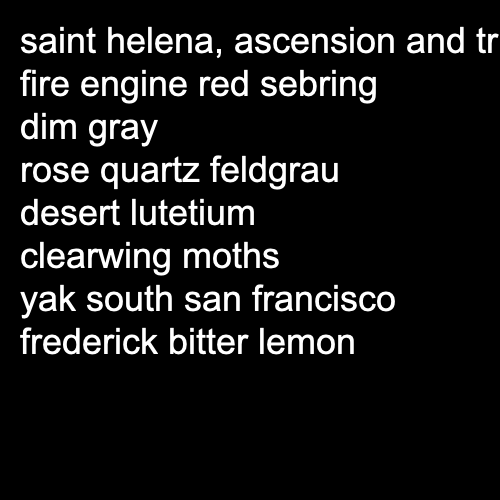 saint helena, ascension and tr
fire engine red sebring
dim gray
rose quartz feldgrau
desert lutetium
clearwing moths
yak south san francisco
frederick bitter lemon